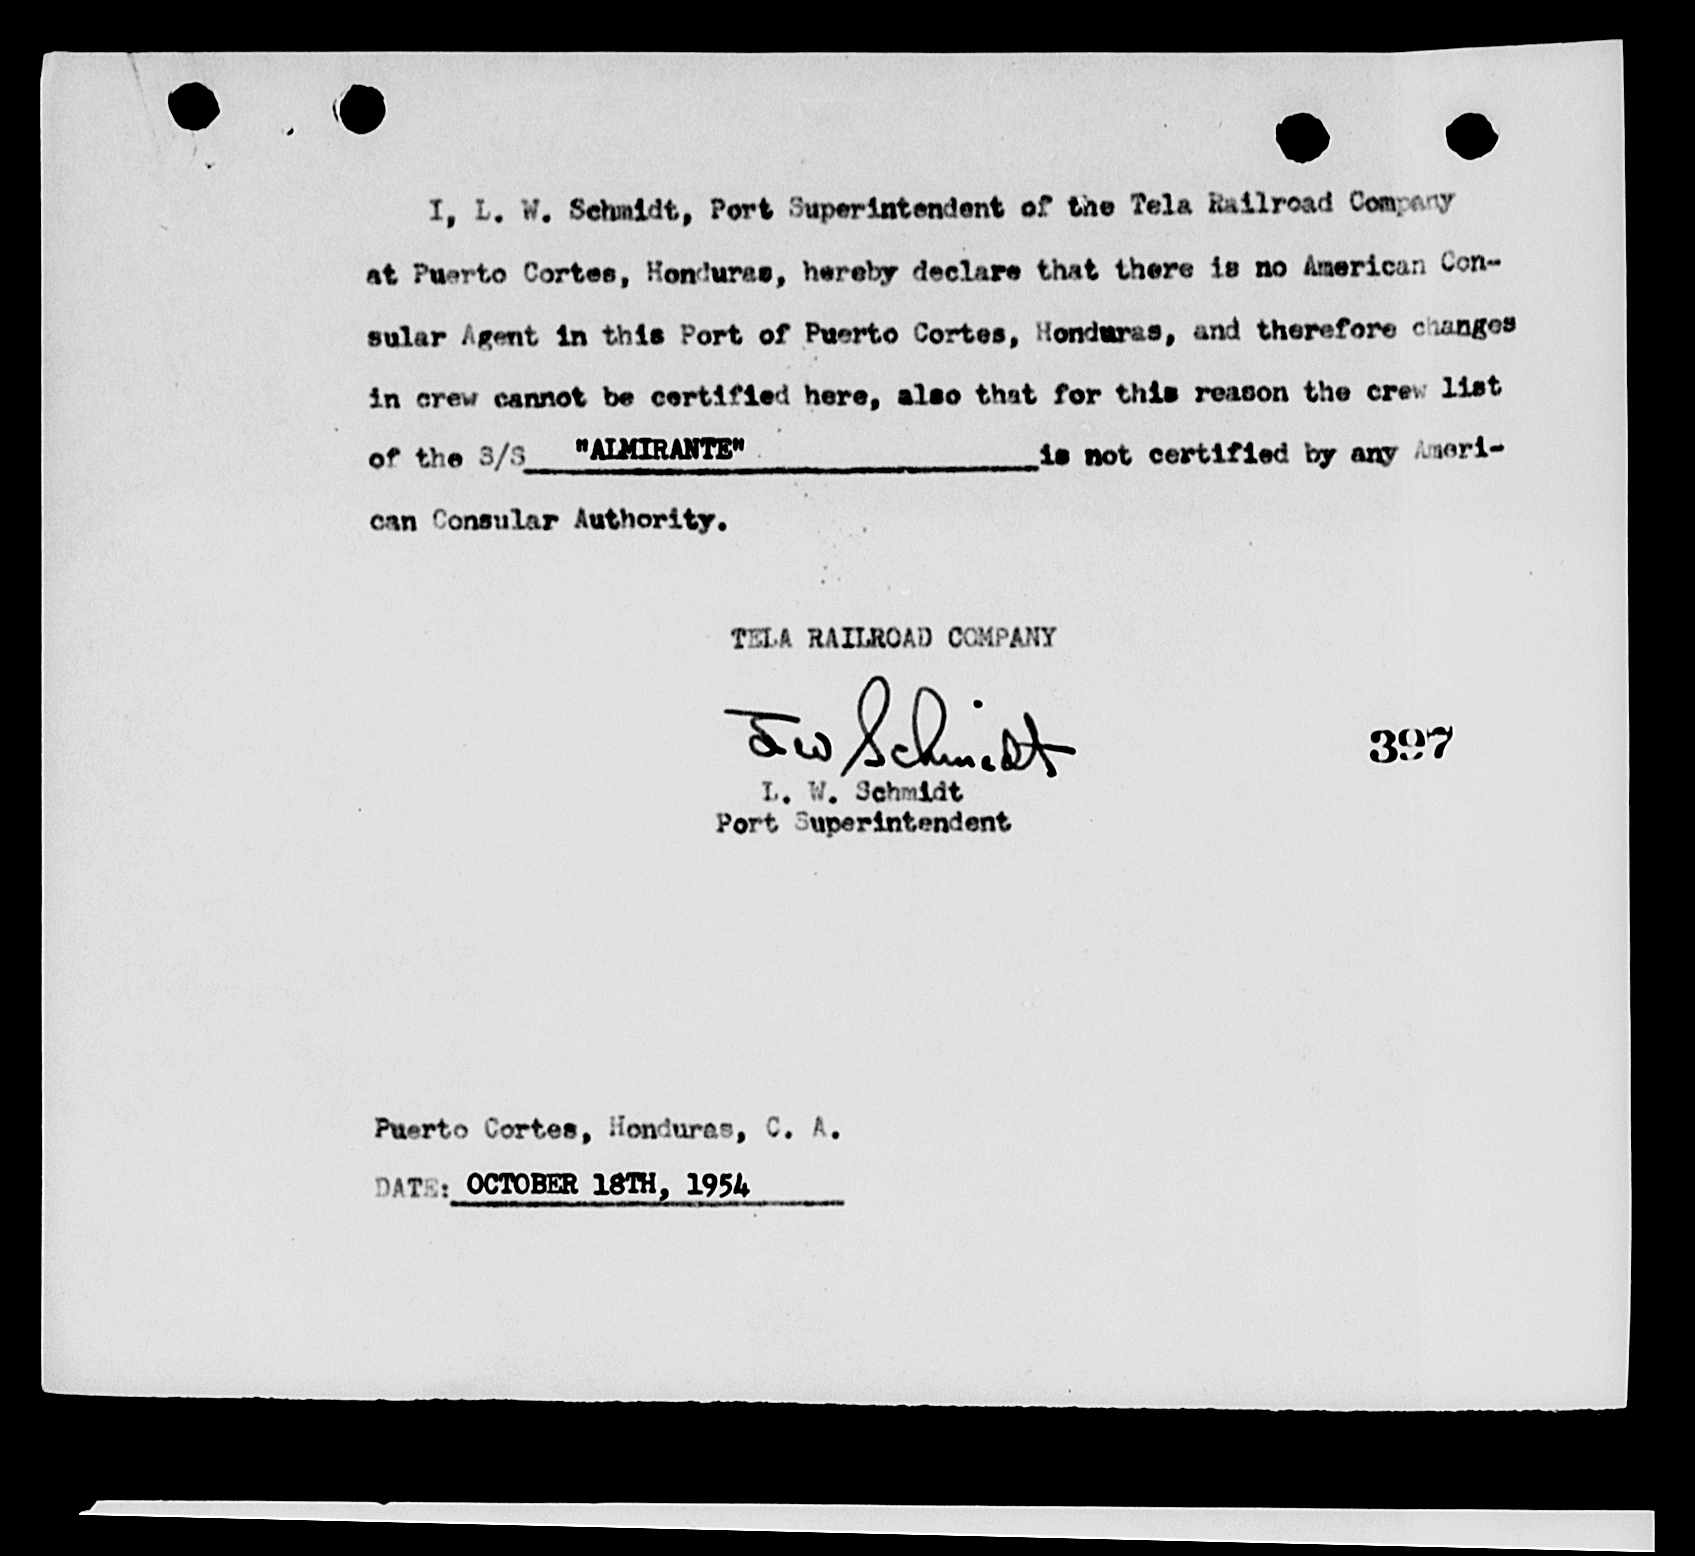 I, L. W. Schmidt, Port Superintendent of the Tela Railroad Company
at Puerto Cortes, Honduras, hereby declare that there is no American Con-
sular Agent in this Port of Puerto Cortes, Honduras, and therefore changes
in crew cannot be certified here, also that for this reason the crew list
of the S/S "ALMIRANTE" is not certified by any Ameri-
can Consular Authority.
TELA RAILROAD COMPANY
LW Schmidt
397
L. W. Schmidt
Port Superintendent
Puerto Cortes, Honduras, C. A.
DATE: OCTOBER 18TH, 1954